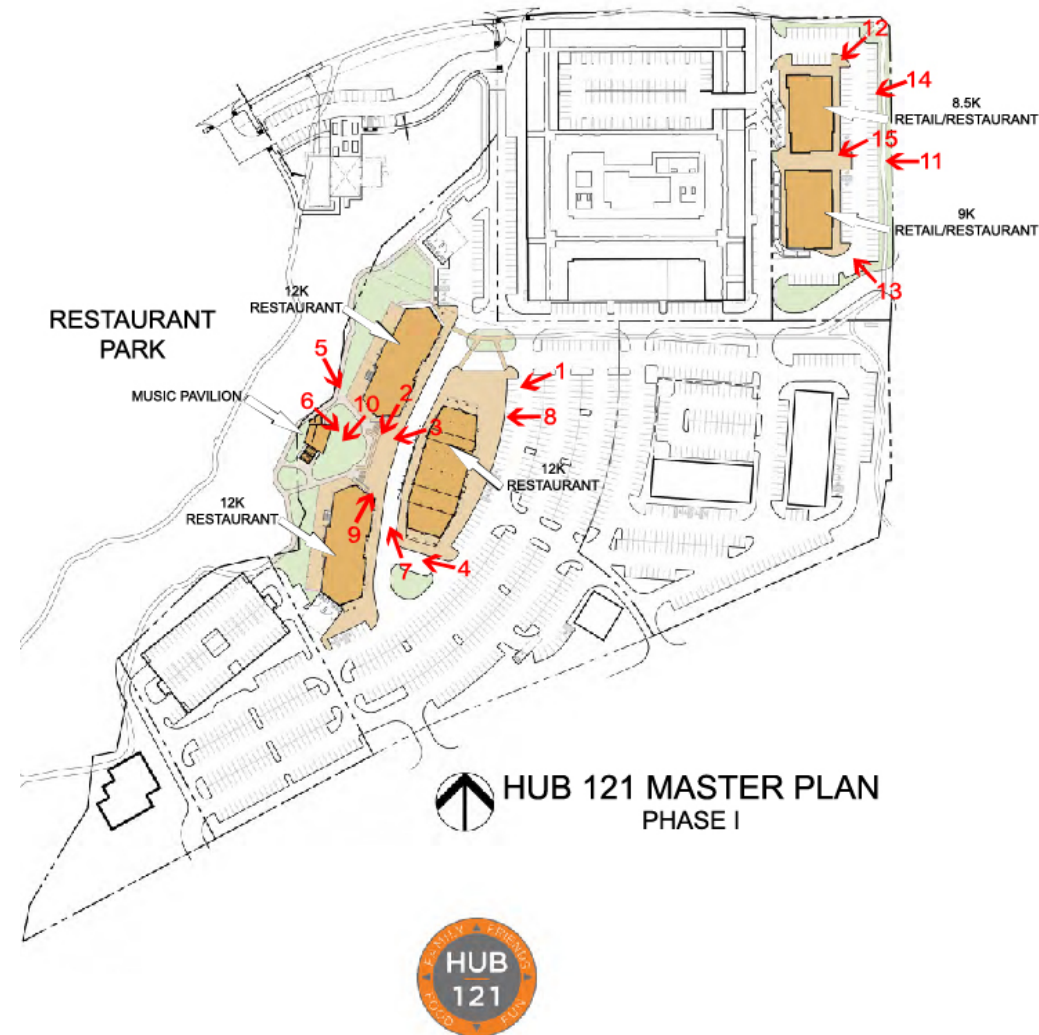 12
14
8.5K
RETAIL/RESTAURANT
15
11
9K
RETAIL/RESTAURANT
13
12K
RESTAURANT
RESTAURANT
PARK
5
1
MUSIC PAVILION
6
10
2
8
3
12K
RESTAURANT
12K
RESTAURANT
9
7
4
HUB 121 MASTER PLAN
PHASE I
FAMILY FRIENDS
HUB
121
FOOD FUN